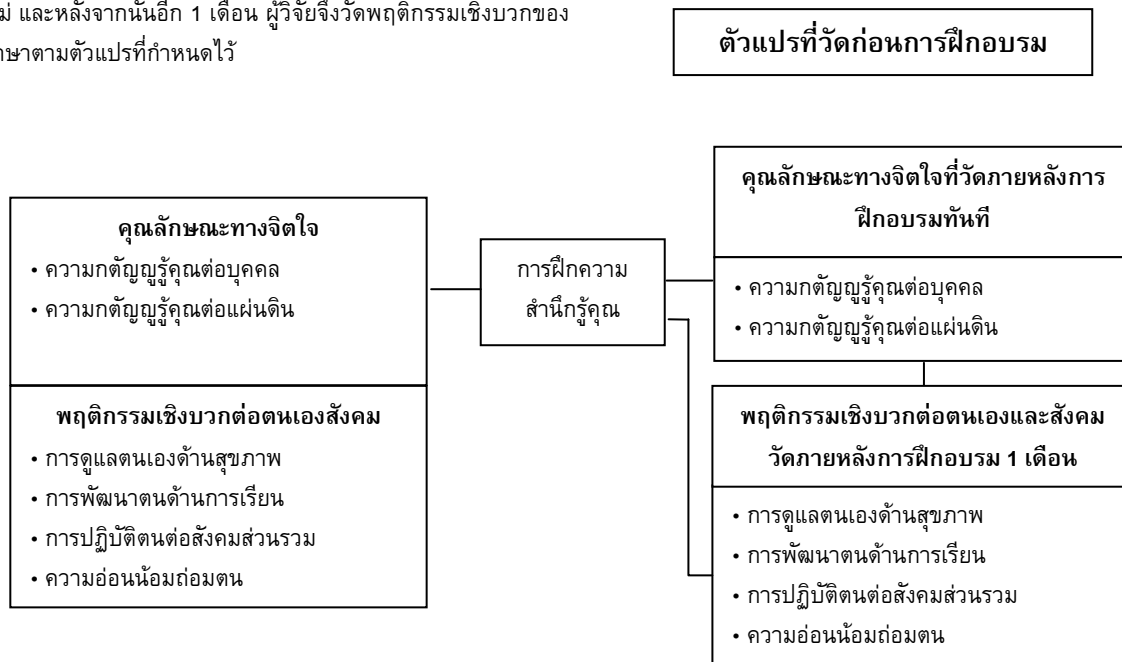 ม่ และหลังจากนั้นอีก 1 เดือน ผู้วิจัยจึงวัดพฤติกรรมเชิงบวกของ
าษาตามตัวแปรที่กำหนดไว้
ตัวแปรที่วัดก่อนการฝึกอบรม
คุณลักษณะทางจิตใจ
• ความกตัญญูรู้คุณต่อบุคคล
• ความกตัญญูรู้คุณต่อแผ่นดิน
พฤติกรรมเชิงบวกต่อตนเองสังคม
• การดูแลตนเองด้านสุขภาพ
• การพัฒนาตนด้านการเรียน
• การปฏิบัติตนต่อสังคมส่วนรวม
• ความอ่อนน้อมถ่อมตน
การฝึกความ
สำนึกรู้คุณ
คุณลักษณะทางจิตใจที่วัดภายหลังการ
ฝึกอบรมทันที
• ความกตัญญูรู้คุณต่อบุคคล
• ความกตัญญูรู้คุณต่อแผ่นดิน
พฤติกรรมเชิงบวกต่อตนเองและสังคม
วัดภายหลังการฝึกอบรม 1 เดือน
• การดูแลตนเองด้านสุขภาพ
• การพัฒนาตนด้านการเรียน
• การปฏิบัติตนต่อสังคมส่วนรวม
• ความอ่อนน้อมถ่อมตน